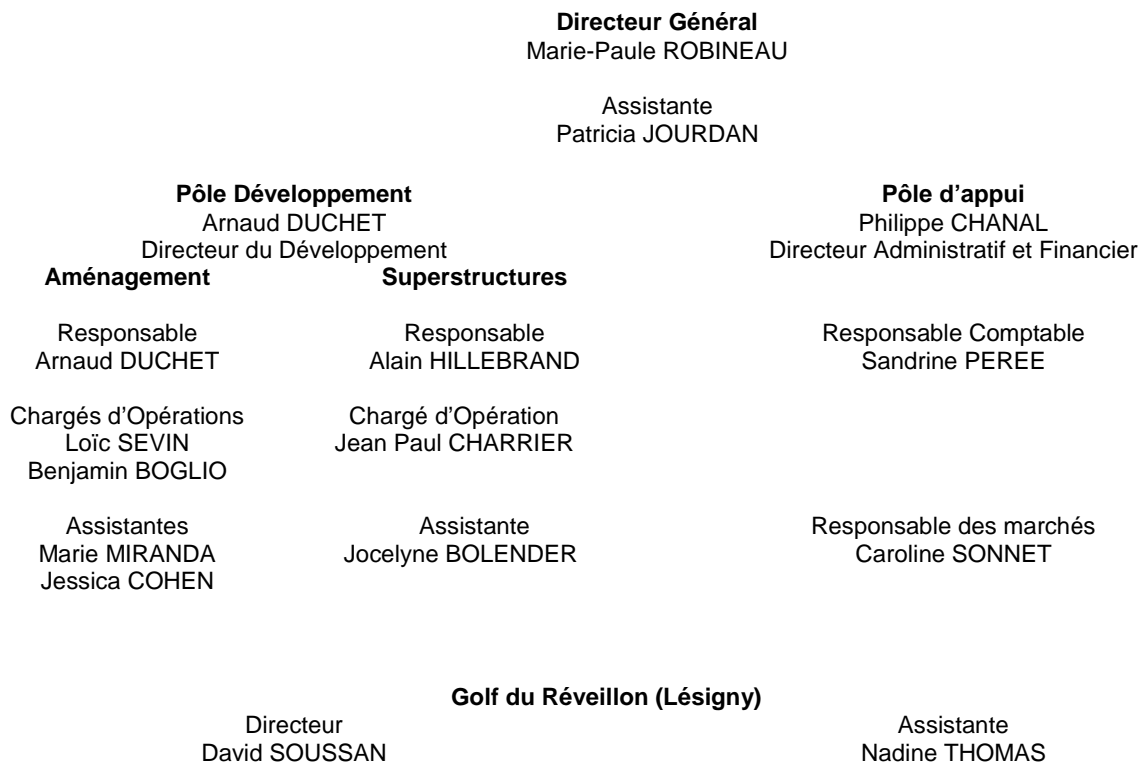 Directeur Général
Marie-Paule ROBINEAU
Assistante
Patricia JOURDAN
Pôle Développement
Arnaud DUCHET
Directeur du Développement
Pôle d'appui
Philippe CHANAL
Directeur Administratif et Financier
Aménagement
Responsable
Arnaud DUCHET
Chargés d'Opérations
Loïc SEVIN
Benjamin BOGLIO
Assistantes
Marie MIRANDA
Jessica COHEN
Superstructures
Responsable
Alain HILLEBRAND
Chargé d'Opération
Jean Paul CHARRIER
Assistante
Jocelyne BOLENDER
Responsable Comptable
Sandrine PEREE
Responsable des marchés
Caroline SONNET
Golf du Réveillon (Lésigny)
Directeur
David SOUSSAN
Assistante
Nadine THOMAS